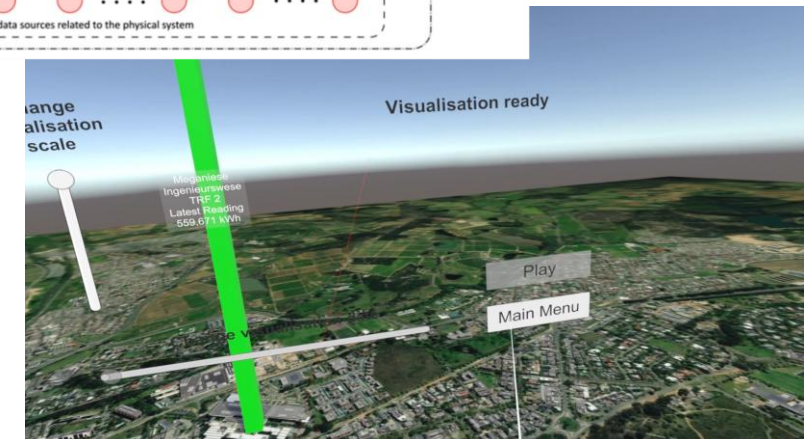 data sources related to the physical system
Visualisation ready
alisation
scale
Meganiese
Ingenieurswese
TRF 2
Latest Reading
559,671 kWh
Play
Main Menu